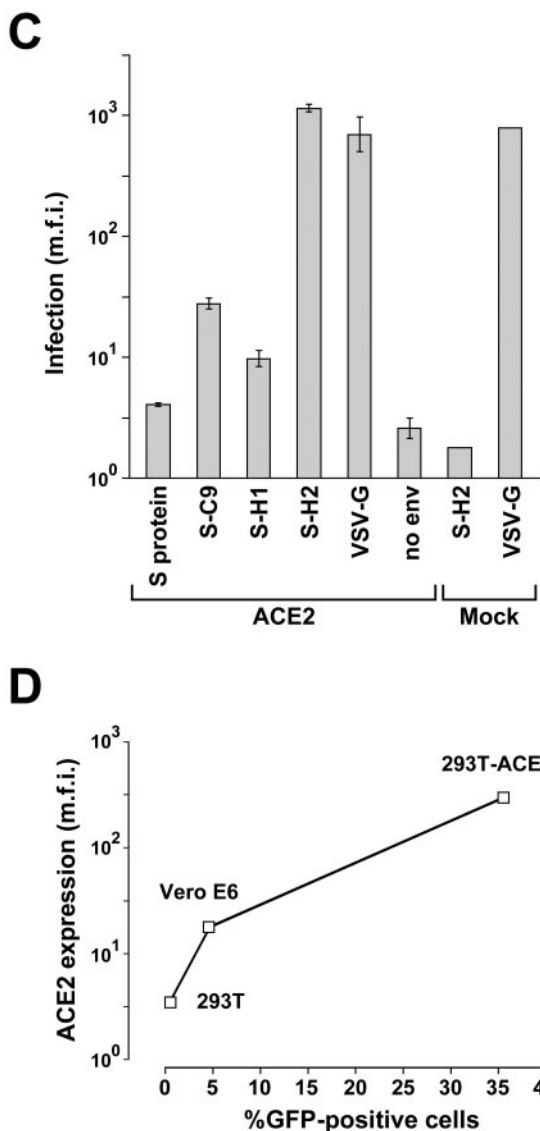 C
Infection (m.f.i.)
10³
10²
10¹
10⁰
S protein
S-C9
S-H1
S-H2
VSV-G
no env
S-H2
VSV-G
ACE2
Mock
D
ACE2 expression (m.f.i.)
10³
10²
10¹
10⁰
293T-ACE
Vero E6
293T
0 5 10 15 20 25 30 35 4
%GFP-positive cells